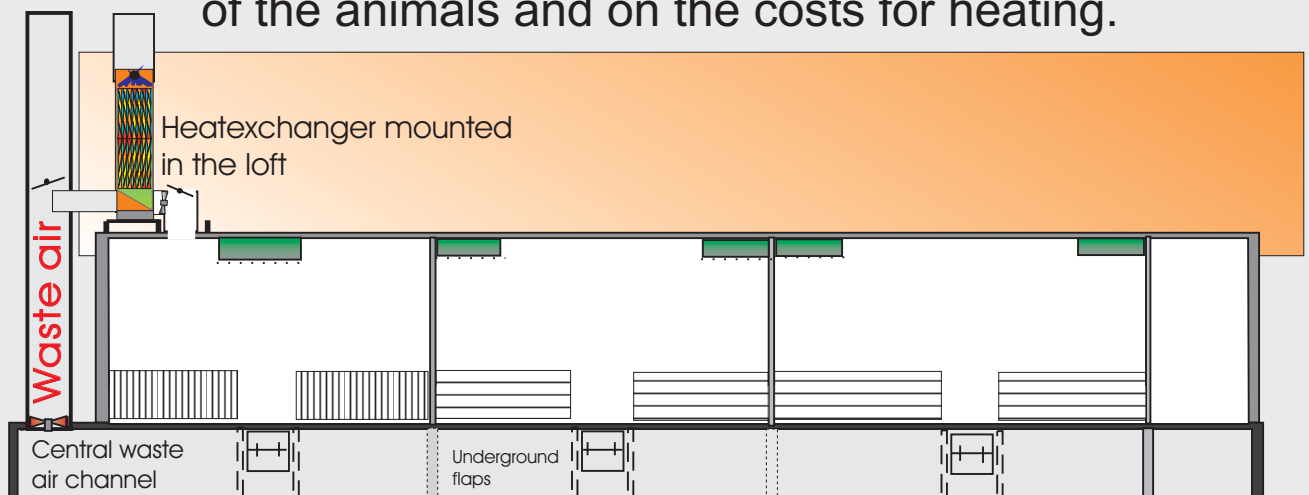 of the animals and on the costs for heating.
Heatexchanger mounted
in the loft
Waste air
Central waste
air channel
Underground
flaps